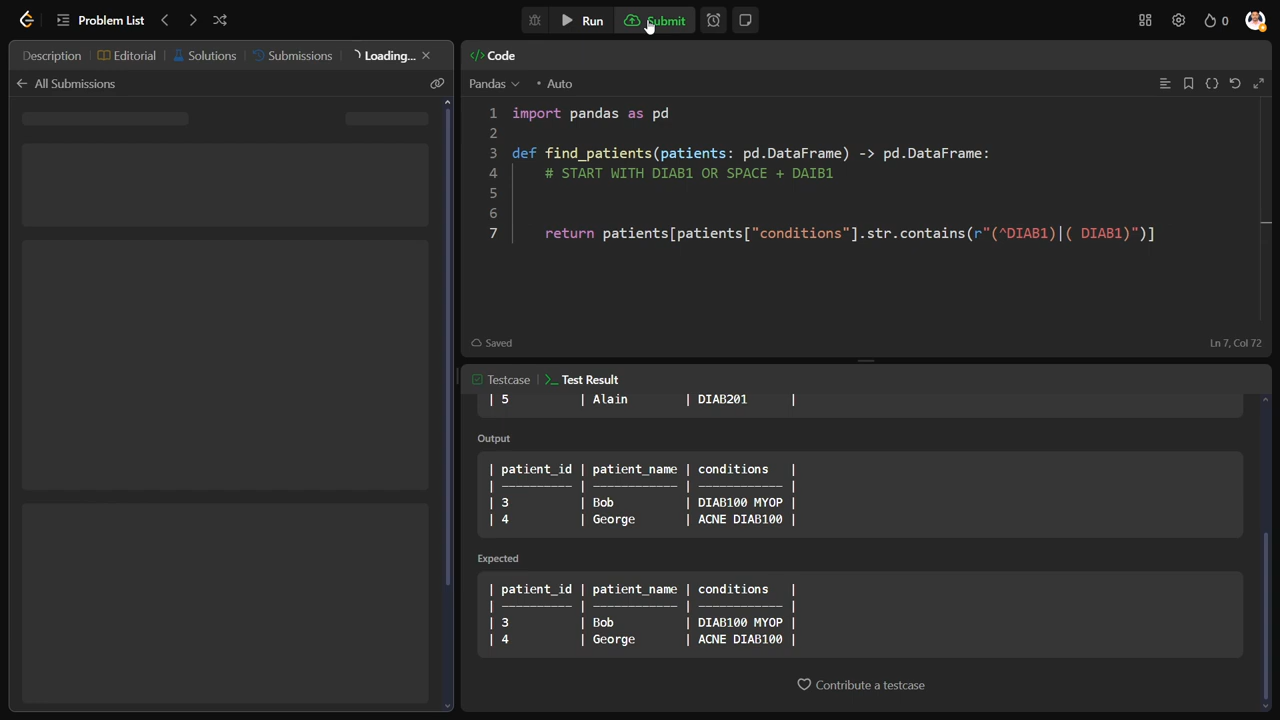 Problem List
Run
Submit
0
Description
Editorial
Solutions
Submissions
Loading...
All Submissions
</> Code
Pandas
• Auto
1 import pandas as pd
2
3 def find_patients(patients: pd.DataFrame) -> pd.DataFrame:
4 # START WITH DIAB1 OR SPACE + DAIB1
5
6
7 return patients[patients["conditions"].str.contains(r"(^DIAB1)|( DIAB1)")]
Saved
Ln 7, Col 72
Testcase
>_ Test Result
| 5 | Alain | DIAB201 |
Output
| patient_id | patient_name | conditions |
| ---------- | ------------ | ------------ |
| 3 | Bob | DIAB100 MYOP |
| 4 | George | ACNE DIAB100 |
Expected
| patient_id | patient_name | conditions |
| ---------- | ------------ | ------------ |
| 3 | Bob | DIAB100 MYOP |
| 4 | George | ACNE DIAB100 |
Contribute a testcase